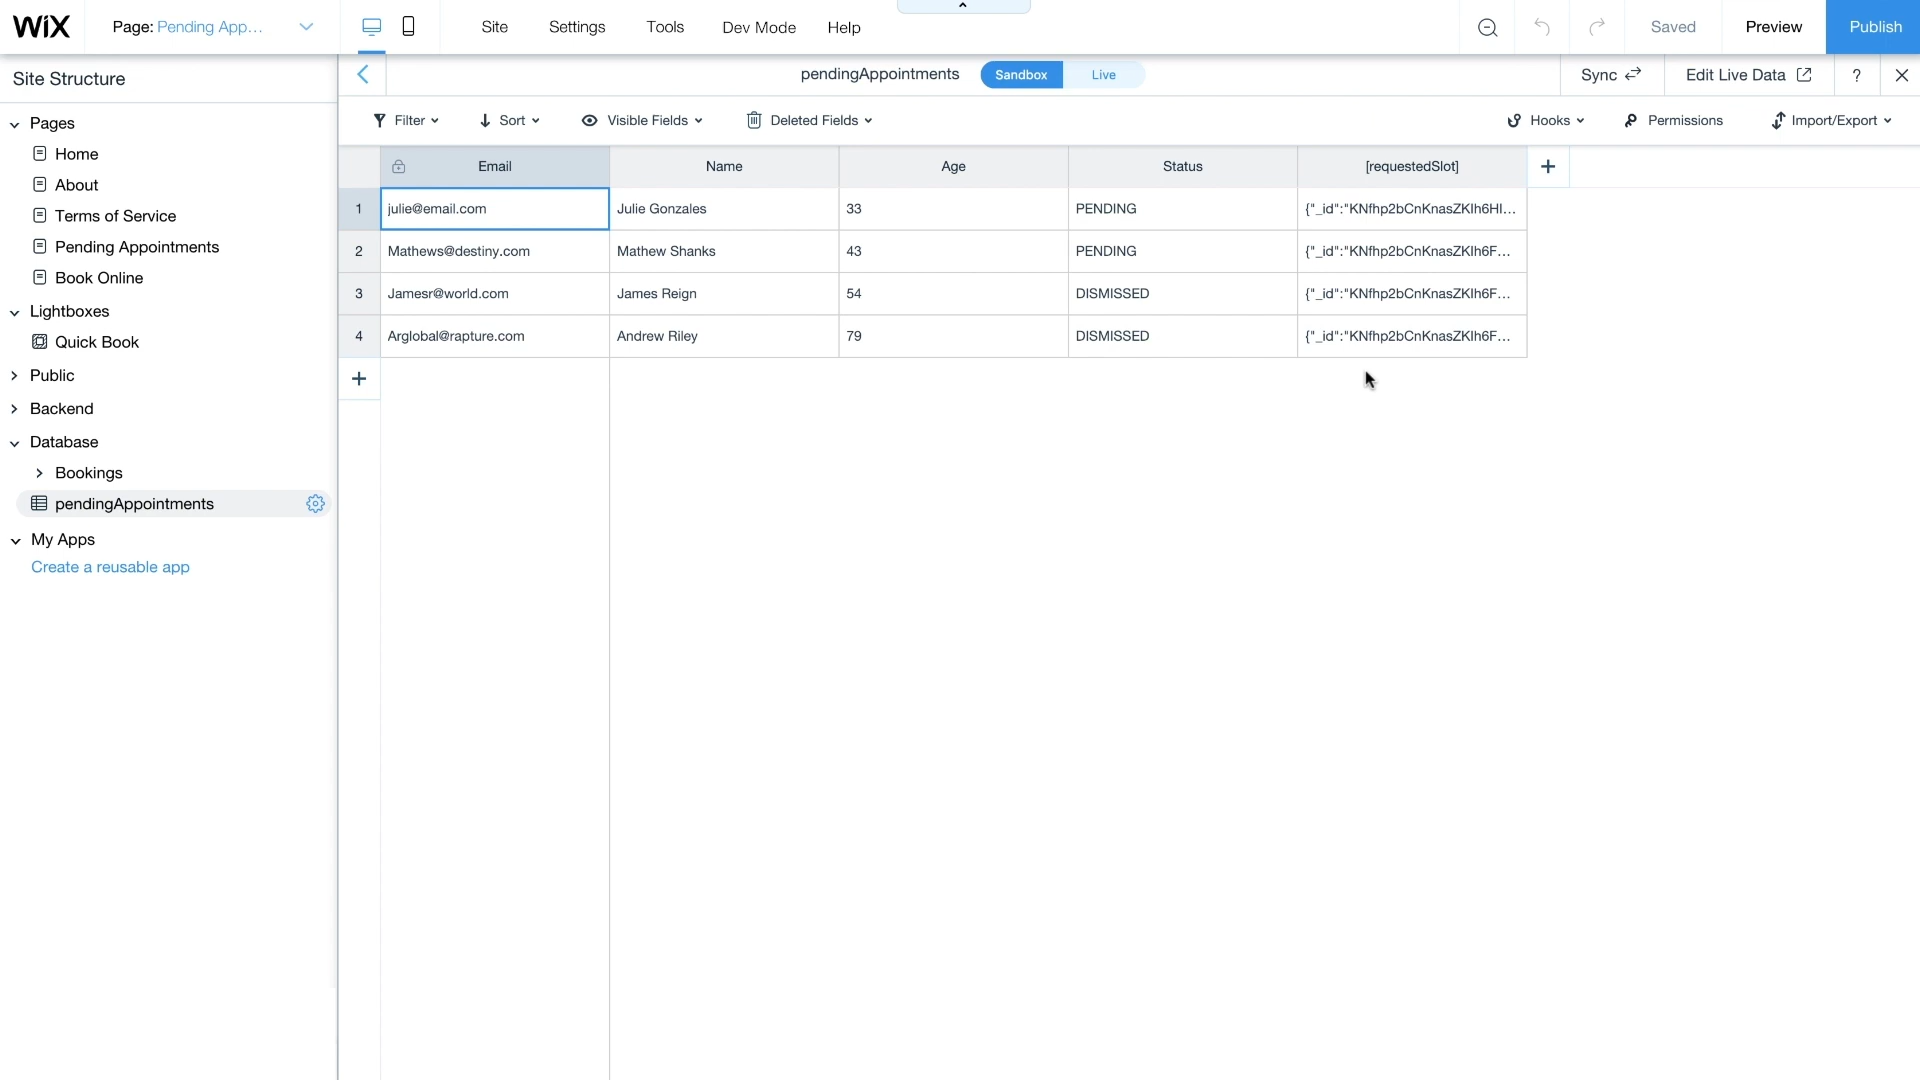 WIX Page: Pending App... Site Settings Tools Dev Mode Help Saved Preview Publish
Site Structure
pendingAppointments Sandbox Live Sync Edit Live Data ?
Filter Sort Visible Fields Deleted Fields Hooks Permissions Import/Export
Pages
Home
About
Terms of Service
Pending Appointments
Book Online
Lightboxes
Quick Book
Public
Backend
Database
Bookings
pendingAppointments
My Apps
Create a reusable app
Email Name Age Status [requestedSlot]
1 julie@email.com Julie Gonzales 33 PENDING {"_id":"KNfhp2bCnKnasZKIh6HI...
2 Mathews@destiny.com Mathew Shanks 43 PENDING {"_id":"KNfhp2bCnKnasZKIh6F...
3 Jamesr@world.com James Reign 54 DISMISSED {"_id":"KNfhp2bCnKnasZKIh6F...
4 Arglobal@rapture.com Andrew Riley 79 DISMISSED {"_id":"KNfhp2bCnKnasZKIh6F...